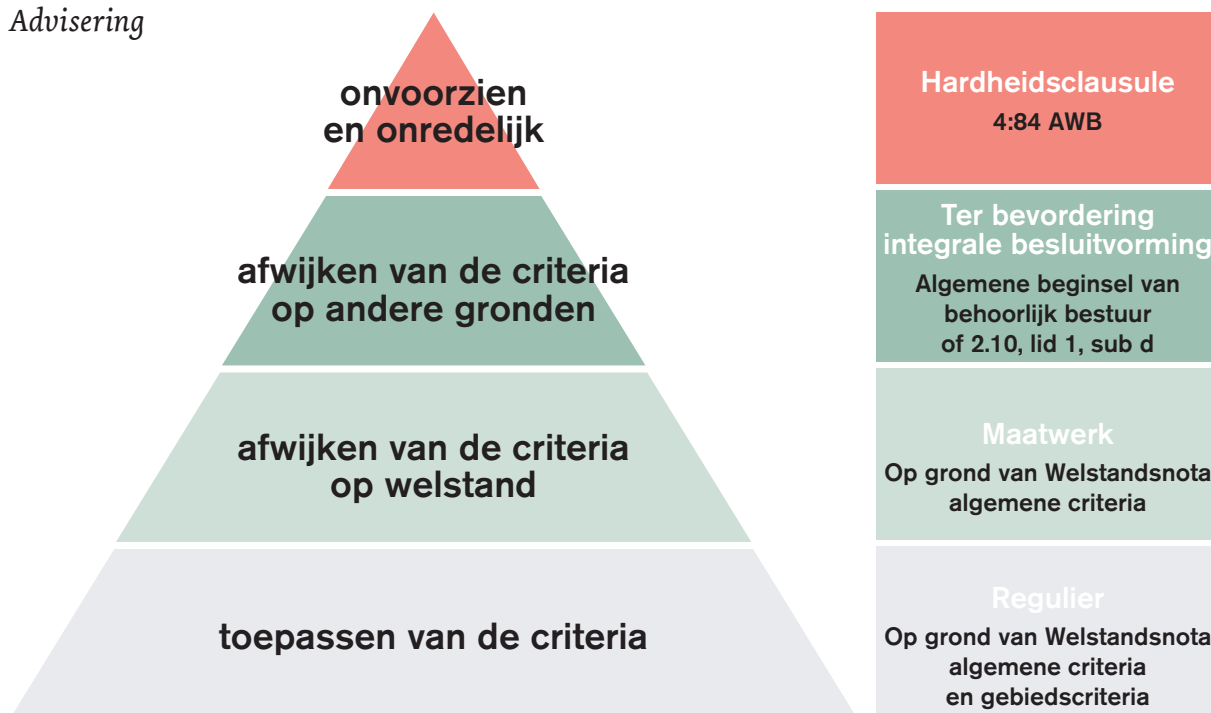 Advisering
onvoorzien
en onredelijk
Hardheidsclausule
4:84 AWB
afwijken van de criteria
op andere gronden
Ter bevordering
integrale besluitvorming
Algemene beginsel van
behoorlijk bestuur
of 2.10, lid 1, sub d
afwijken van de criteria
op welstand
Maatwerk
Op grond van Welstandsnota
algemene criteria
toepassen van de criteria
Regulier
Op grond van Welstandsnota
algemene criteria
en gebiedscriteria